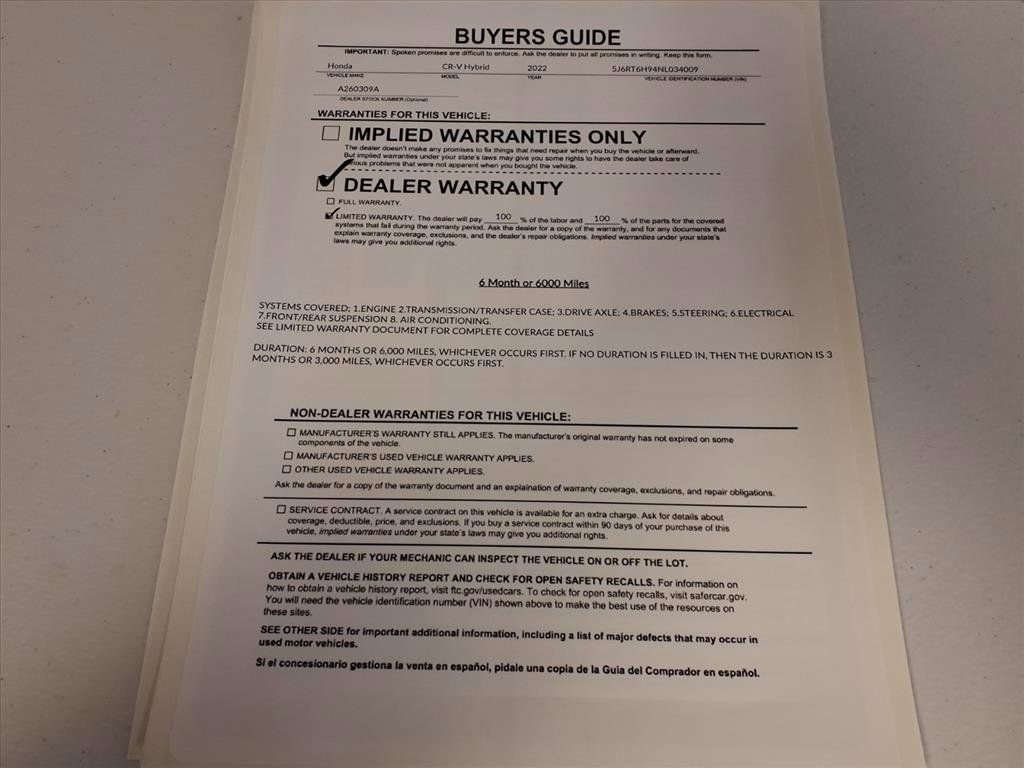 BUYERS GUIDE
IMPORTANT: Spoken promises are difficult to enforce. Ask the dealer to put all promises in writing. Keep this form.
Honda CR-V Hybrid 2022 5J6RT6H94NL034009
VEHICLE MAKE MODEL YEAR VEHICLE IDENTIFICATION NUMBER (VIN)
A260309A
DEALER STOCK NUMBER (Optional)
WARRANTIES FOR THIS VEHICLE:
IMPLIED WARRANTIES ONLY
The dealer doesn't make any promises to fix things that need repair when you buy the vehicle or afterward.
But implied warranties under your state's laws may give you some rights to have the dealer take care of
serious problems that were not apparent when you bought the vehicle.
DEALER WARRANTY
FULL WARRANTY.
LIMITED WARRANTY. The dealer will pay 100 % of the labor and 100 % of the parts for the covered
systems that fail during the warranty period. Ask the dealer for a copy of the warranty, and for any documents that
explain warranty coverage, exclusions, and the dealer's repair obligations. Implied warranties under your state's
laws may give you additional rights.
6 Month or 6000 Miles
SYSTEMS COVERED; 1.ENGINE 2.TRANSMISSION/TRANSFER CASE; 3.DRIVE AXLE; 4.BRAKES; 5.STEERING; 6.ELECTRICAL
7.FRONT/REAR SUSPENSION 8. AIR CONDITIONING.
SEE LIMITED WARRANTY DOCUMENT FOR COMPLETE COVERAGE DETAILS
DURATION: 6 MONTHS OR 6,000 MILES, WHICHEVER OCCURS FIRST. IF NO DURATION IS FILLED IN, THEN THE DURATION IS 3
MONTHS OR 3,000 MILES, WHICHEVER OCCURS FIRST.
NON-DEALER WARRANTIES FOR THIS VEHICLE:
MANUFACTURER'S WARRANTY STILL APPLIES. The manufacturer's original warranty has not expired on some
components of the vehicle.
MANUFACTURER'S USED VEHICLE WARRANTY APPLIES.
OTHER USED VEHICLE WARRANTY APPLIES.
Ask the dealer for a copy of the warranty document and an explaination of warranty coverage, exclusions, and repair obligations.
SERVICE CONTRACT. A service contract on this vehicle is available for an extra charge. Ask for details about
coverage, deductible, price, and exclusions. If you buy a service contract within 90 days of your purchase of this
vehicle, implied warranties under your state's laws may give you additional rights.
ASK THE DEALER IF YOUR MECHANIC CAN INSPECT THE VEHICLE ON OR OFF THE LOT.
OBTAIN A VEHICLE HISTORY REPORT AND CHECK FOR OPEN SAFETY RECALLS. For information on
how to obtain a vehicle history report, visit ftc.gov/usedcars. To check for open safety recalls, visit safercar.gov.
You will need the vehicle identification number (VIN) shown above to make the best use of the resources on
these sites.
SEE OTHER SIDE for important additional information, including a list of major defects that may occur in
used motor vehicles.
Si el concesionario gestiona la venta en español, pidale una copia de la Guia del Comprador en español.